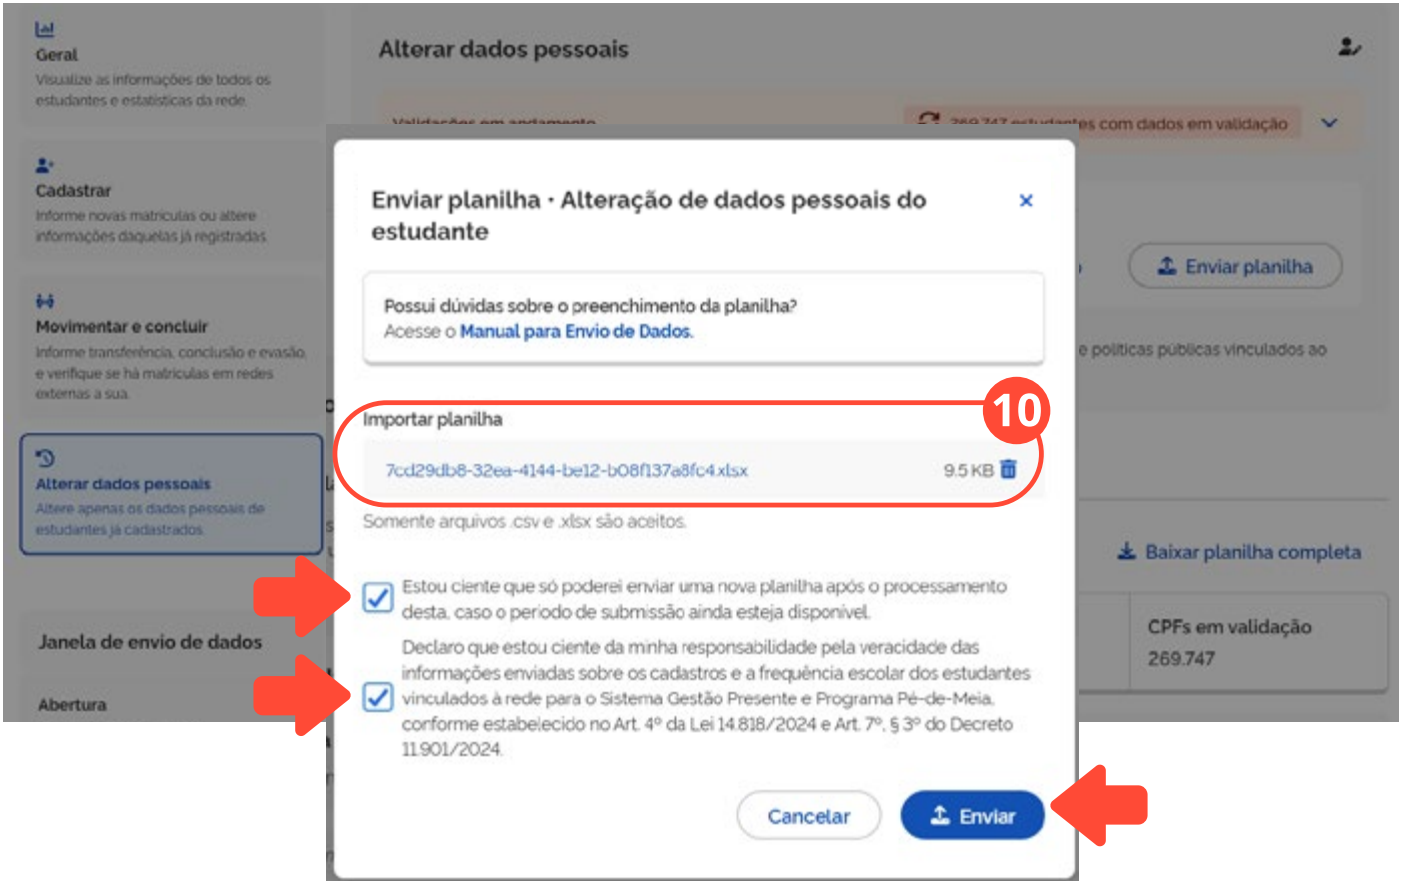 Geral
Visualize as informações de todos os
estudantes e estatísticas da rede.
Cadastrar
Informe novas matrículas ou altere
informações daquelas já registradas.
Movimentar e concluir
Informe transferência, conclusão e evasão,
e verifique se há matrículas em redes
externas a sua.
Alterar dados pessoais
Altere apenas os dados pessoais de
estudantes já cadastrados.
Janela de envio de dados
Abertura
Alterar dados pessoais
Validações em andamento
269.747 estudantes com dados em validação
Enviar planilha
e políticas públicas vinculados ao
Baixar planilha completa
CPFs em validação
269.747
Enviar planilha • Alteração de dados pessoais do
estudante
Possui dúvidas sobre o preenchimento da planilha?
Acesse o Manual para Envio de Dados.
10
Importar planilha
7cd29db8-32ea-4144-be12-b08f137a8fc4.xlsx
9.5 KB
Somente arquivos .csv e .xlsx são aceitos.
Estou ciente que só poderei enviar uma nova planilha após o processamento
desta, caso o período de submissão ainda esteja disponível.
Declaro que estou ciente da minha responsabilidade pela veracidade das
informações enviadas sobre os cadastros e a frequência escolar dos estudantes
vinculados à rede para o Sistema Gestão Presente e Programa Pé-de-Meia,
conforme estabelecido no Art. 4º da Lei 14.818/2024 e Art. 7º, § 3º do Decreto
11.901/2024.
Cancelar
Enviar